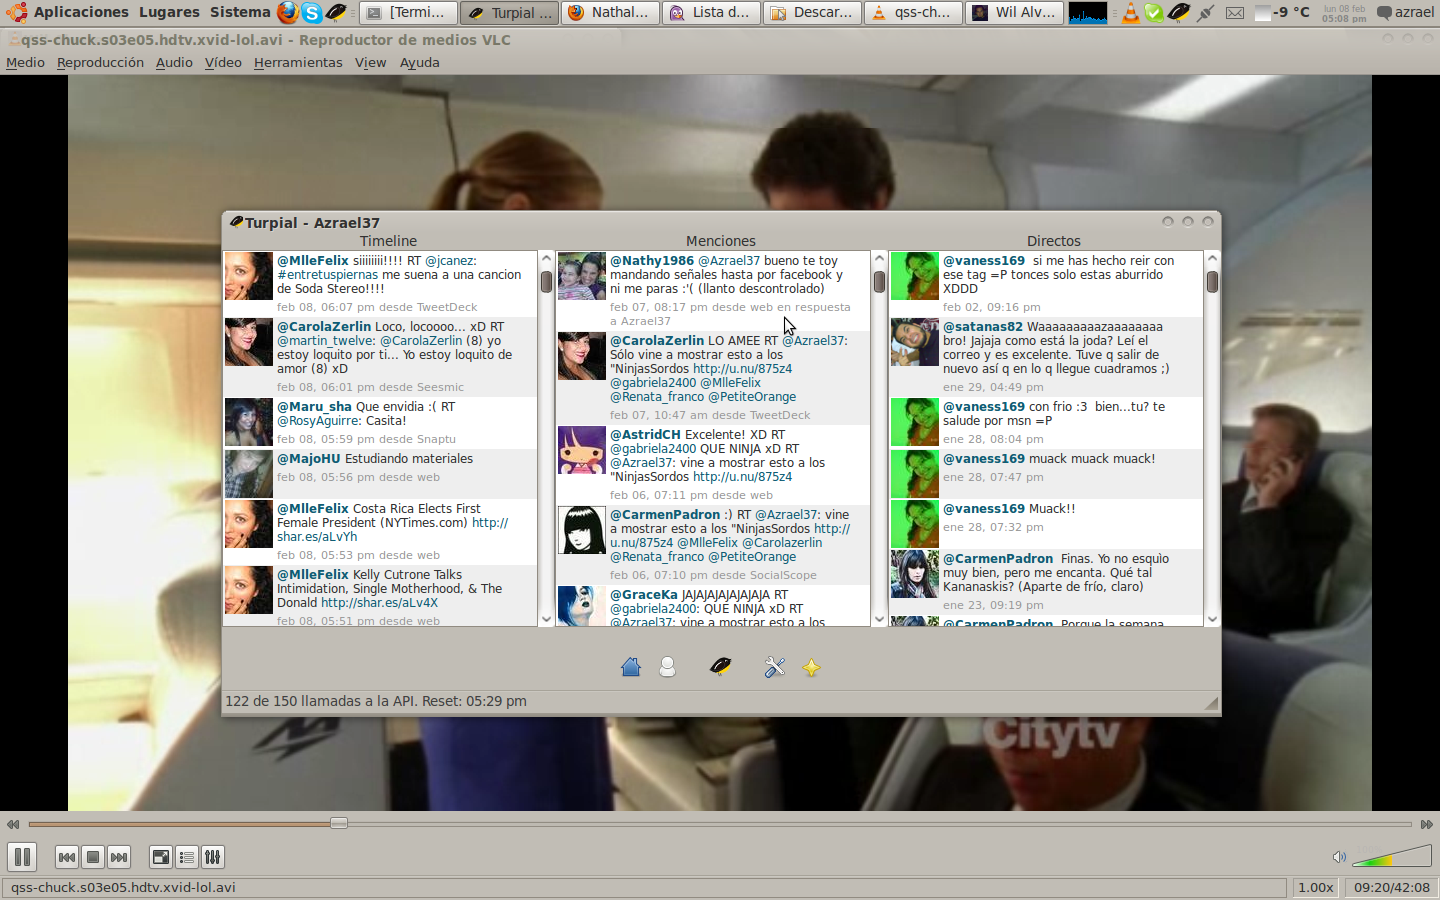 Aplicaciones Lugares Sistema [Termi... Turpial ... Nathal... Lista d... Descar... qss-ch... Wil Alv... -9 °C lun 08 feb 05:08 pm azrael
qss-chuck.s03e05.hdtv.xvid-lol.avi - Reproductor de medios VLC
Medio Reproducción Audio Vídeo Herramientas View Ayuda
Turpial - Azrael37
Timeline
@MlleFelix siiiiiiii!!!! RT @jcanez:
#entretuspiernas me suena a una cancion
de Soda Stereo!!!!
feb 08, 06:07 pm desde TweetDeck
@CarolaZerlin Loco, locoooo... xD RT
@martin_twelve: @CarolaZerlin (8) yo
estoy loquito por ti... Yo estoy loquito de
amor (8) xD
feb 08, 06:01 pm desde Seesmic
@Maru_sha Que envidia :( RT
@RosyAguirre: Casita!
feb 08, 05:59 pm desde Snaptu
@MajoHU Estudiando materiales
feb 08, 05:56 pm desde web
@MlleFelix Costa Rica Elects First
Female President (NYTimes.com) http://
shar.es/aLvYh
feb 08, 05:53 pm desde web
@MlleFelix Kelly Cutrone Talks
Intimidation, Single Motherhood, & The
Donald http://shar.es/aLv4X
feb 08, 05:51 pm desde web
Menciones
@Nathy1986 @Azrael37 bueno te toy
mandando señales hasta por facebook y
ni me paras :'( (llanto descontrolado)
feb 07, 08:17 pm desde web en respuesta
a Azrael37
@CarolaZerlin LO AMEE RT @Azrael37:
Sólo vine a mostrar esto a los
"NinjasSordos http://u.nu/875z4
@gabriela2400 @MlleFelix
@Renata_franco @PetiteOrange
feb 07, 10:47 am desde TweetDeck
@AstridCH Excelente! XD RT
@gabriela2400 QUE NINJA xD RT
@Azrael37: vine a mostrar esto a los
"NinjasSordos http://u.nu/875z4
feb 06, 07:11 pm desde web
@CarmenPadron :) RT @Azrael37: vine
a mostrar esto a los "NinjasSordos http://
u.nu/875z4 @MlleFelix @Carolazerlin
@Renata_franco @PetiteOrange
feb 06, 07:10 pm desde SocialScope
@GraceKa JAJAJAJAJAJAJAJA RT
@gabriela2400: QUE NINJA xD RT
@Azrael37: vine a mostrar esto a los
Directos
@vaness169 si me has hecho reir con
ese tag =P tonces solo estas aburrido
XDDD
feb 02, 09:16 pm
@satanas82 Waaaaaaaaazaaaaaaaa
bro! Jajaja como está la joda? Leí el
correo y es excelente. Tuve q salir de
nuevo así q en lo q llegue cuadramos ;)
ene 29, 04:49 pm
@vaness169 con frio :3 bien...tu? te
salude por msn =P
ene 28, 08:04 pm
@vaness169 muack muack muack!
ene 28, 07:47 pm
@vaness169 Muack!!
ene 28, 07:32 pm
@CarmenPadron Finas. Yo no esquio
muy bien, pero me encanta. Qué tal
Kananaskis? (Aparte de frío, claro)
ene 23, 09:19 pm
@CarmenPadron Porque la semana
122 de 150 llamadas a la API. Reset: 05:29 pm
Citytv
qss-chuck.s03e05.hdtv.xvid-lol.avi 1.00x 09:20/42:08